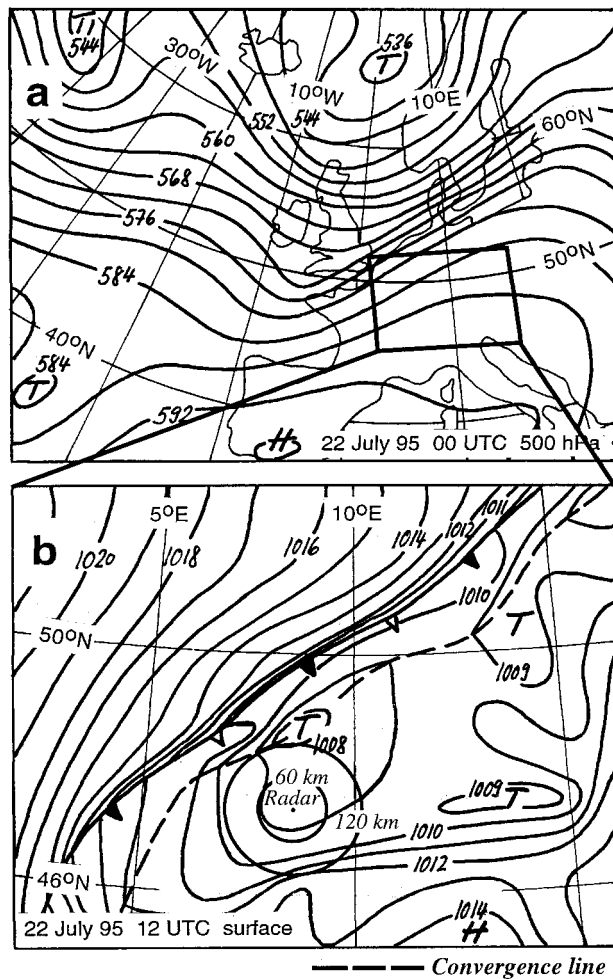 T
544
30°W
10°W
536
T
10°E
a
552
544
60°N
560
568
576
584
50°N
40°N
584
T
592
H
22 July 95 00 UTC 500 hPa
5°E
10°E
1011
b
1012
1014
1016
1018
1020
1010
50°N
T
1009
T
1008
60 km
Radar
120 km
1009 T
1010
1012
46°N
1014
H
22 July 95 12 UTC surface
Convergence line